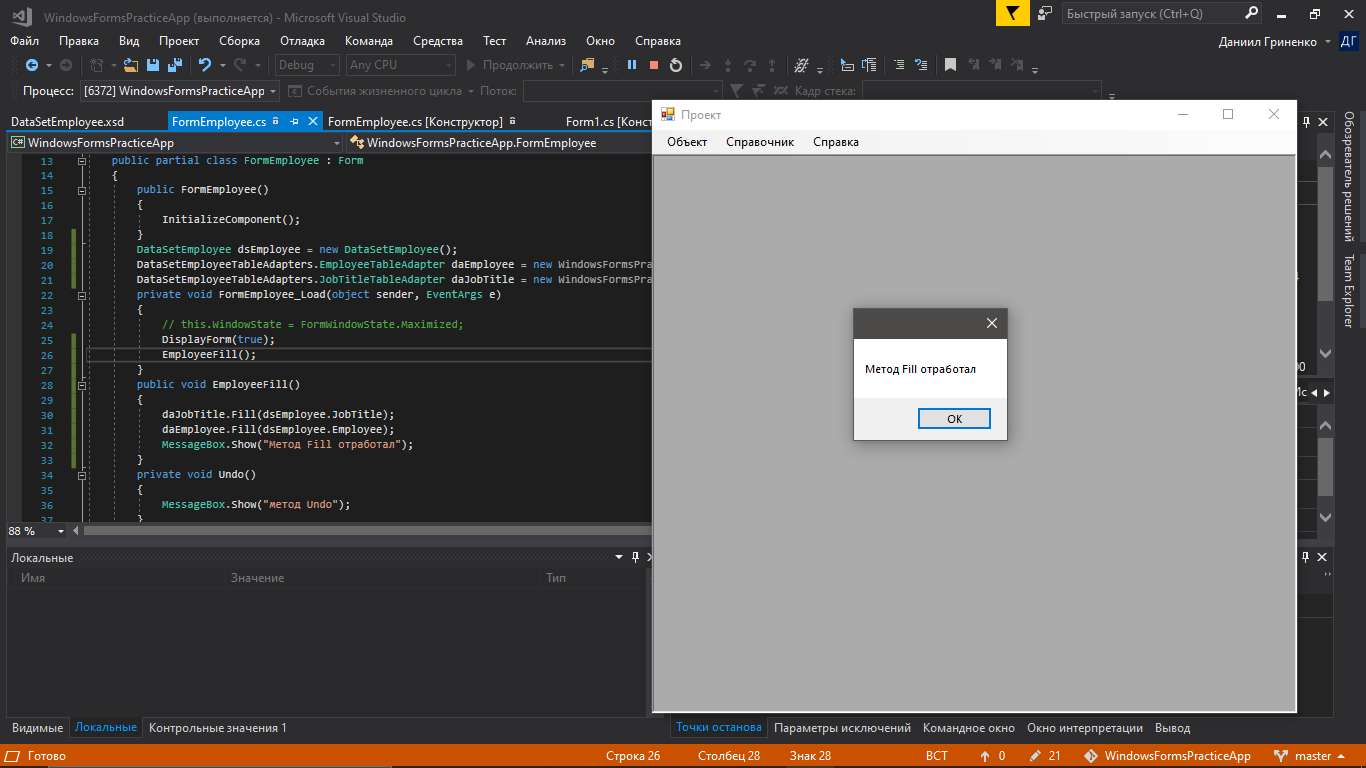 WindowsFormsPracticeApp (выполняется) - Microsoft Visual Studio
Быстрый запуск (Ctrl+Q)
Файл Правка Вид Проект Сборка Отладка Команда Средства Тест Анализ Окно Справка
Даниил Гриненко ДГ
Debug Any CPU Продолжить
Процесс: [6372] WindowsFormsPracticeApp События жизненного цикла Поток: Кадр стека:
DataSetEmployee.xsd FormEmployee.cs FormEmployee.cs [Конструктор] Form1.cs [Конст
C# WindowsFormsPracticeApp WindowsFormsPracticeApp.FormEmployee
13 public partial class FormEmployee : Form
14 {
15 public FormEmployee()
16 {
17 InitializeComponent();
18 }
19 DataSetEmployee dsEmployee = new DataSetEmployee();
20 DataSetEmployeeTableAdapters.EmployeeTableAdapter daEmployee = new WindowsFormsPra
21 DataSetEmployeeTableAdapters.JobTitleTableAdapter daJobTitle = new WindowsFormsPra
22 private void FormEmployee_Load(object sender, EventArgs e)
23 {
24 // this.WindowState = FormWindowState.Maximized;
25 DisplayForm(true);
26 EmployeeFill();
27 }
28 public void EmployeeFill()
29 {
30 daJobTitle.Fill(dsEmployee.JobTitle);
31 daEmployee.Fill(dsEmployee.Employee);
32 MessageBox.Show("Метод Fill отработал");
33 }
34 private void Undo()
35 {
36 MessageBox.Show("метод Undo");
37 }
88 %
Проект
Объект Справочник Справка
Метод Fill отработал
OK
Обозреватель решений
Team Explorer
Локальные
Имя Значение Тип
Видимые Локальные Контрольные значения 1
Точки останова Параметры исключений Командное окно Окно интерпретации Вывод
Готово Строка 26 Столбец 28 Знак 28 ВСТ 0 21 WindowsFormsPracticeApp master